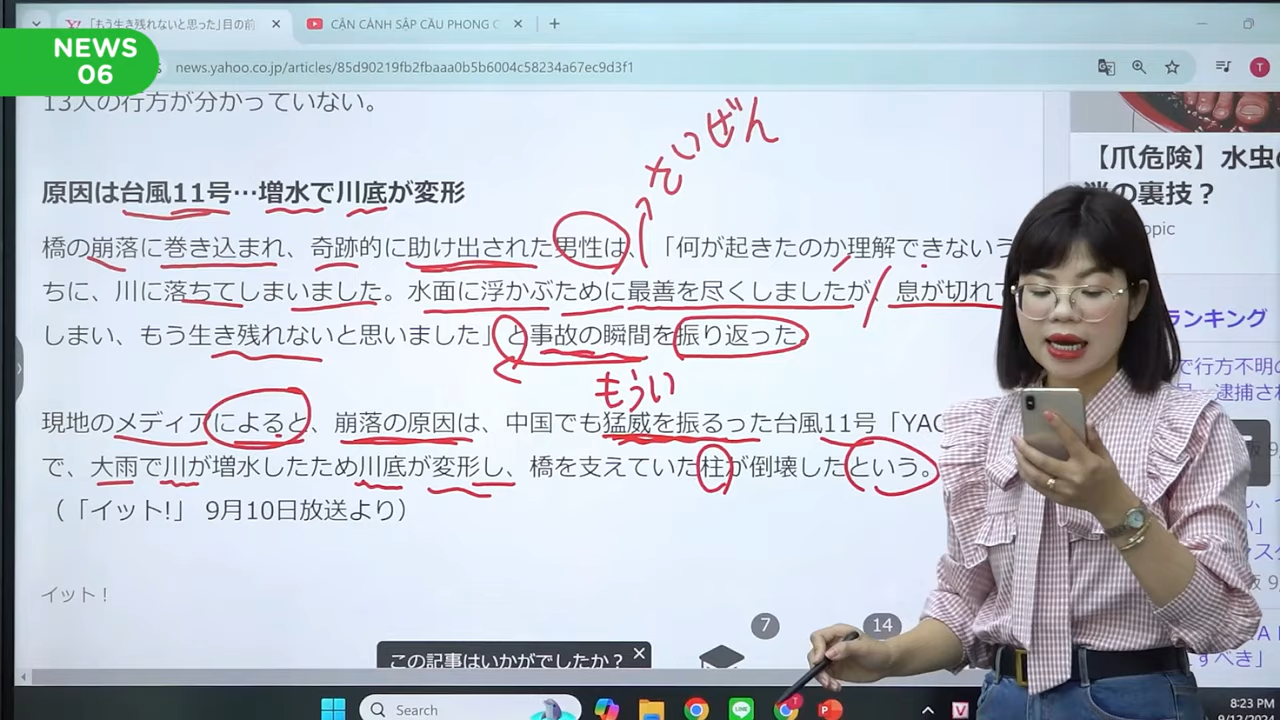 「もう生き残れないと思った」目の前
CẬN CẢNH SẬP CẦU PHONG C
NEWS
06
news.yahoo.co.jp/articles/85d90219fb2fbaaa0b5b6004c58234a67ec9d3f1
T
13人の行方が分かっていない。
さいぜん
原因は台風11号…増水で川底が変形
橋の崩落に巻き込まれ、奇跡的に助け出された男性は、「何が起きたのか理解できないう
ちに、川に落ちてしまいました。水面に浮かぶために最善を尽くしましたが、息が切れて
しまい、もう生き残れないと思いました」と事故の瞬間を振り返った。
もうい
現地のメディアによると、崩落の原因は、中国でも猛威を振るった台風11号「YAG
で、大雨で川が増水したため川底が変形し、橋を支えていた柱が倒壊したという。
（「イット!」 9月10日放送より）
イット！
7
14
この記事はいかがでしたか？
【爪危険】水虫
の裏技？
opic
ランキング
で行方不明
逮捕され
すべき」
Search
V
8:23 PM